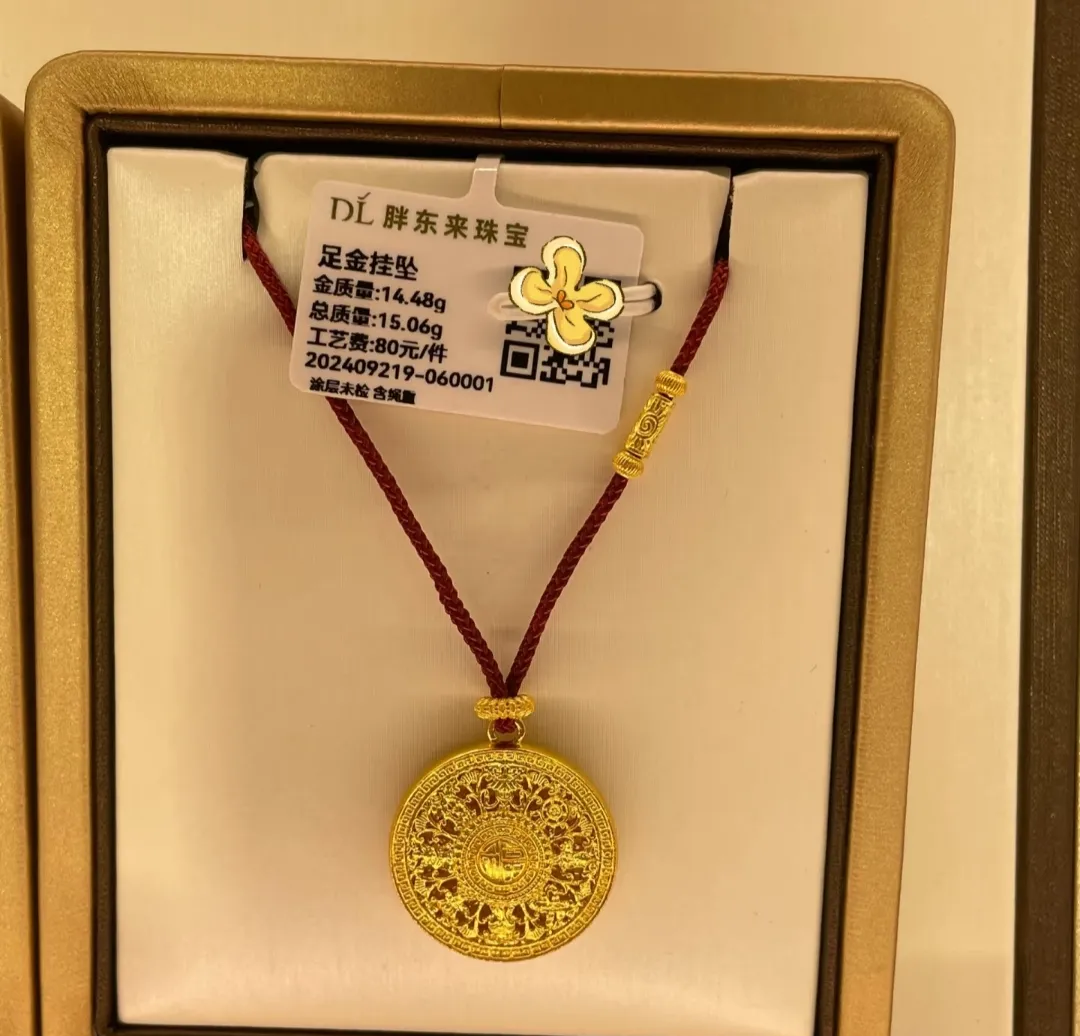 DL 胖东来珠宝
足金挂坠
金质量:14.48g
总质量:15.06g
工艺费:80元/件
202409219-060001
涂层未检 含绳重
福